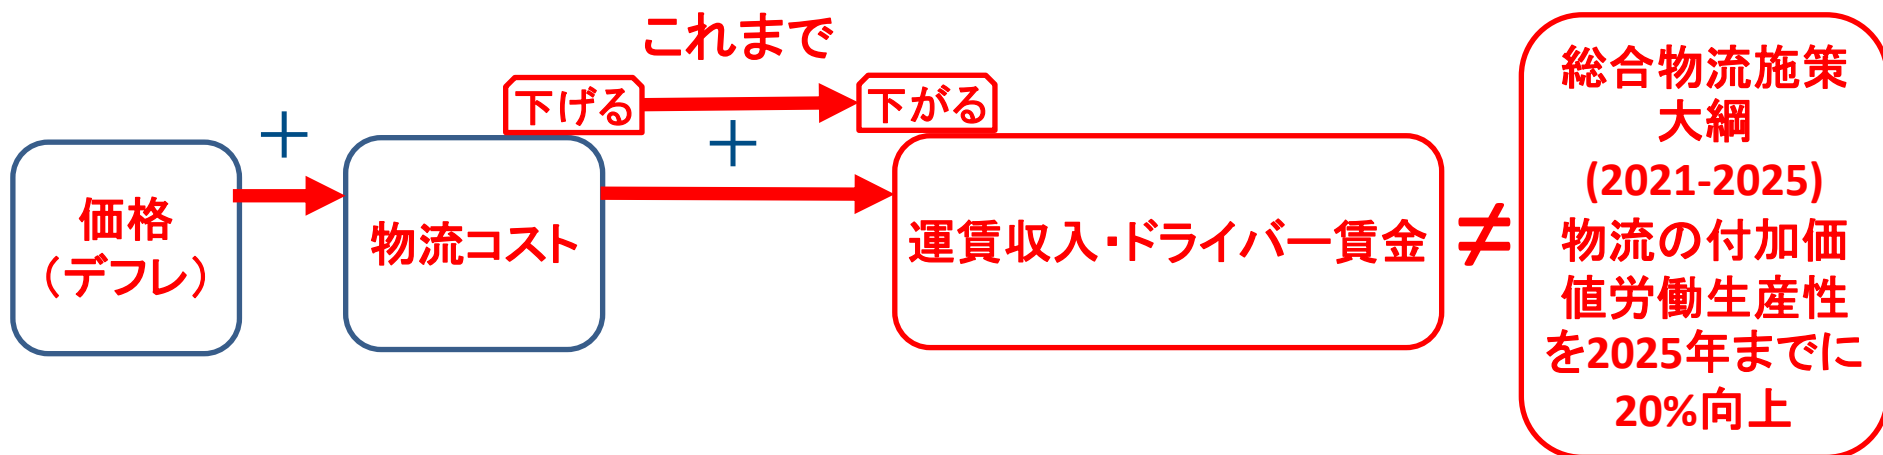 これまで
下げる
下がる
＋
＋
価格
（デフレ）
物流コスト
運賃収入・ドライバー賃金
≠
総合物流施策
大綱
(2021-2025)
物流の付加価
値労働生産性
を2025年までに
20%向上